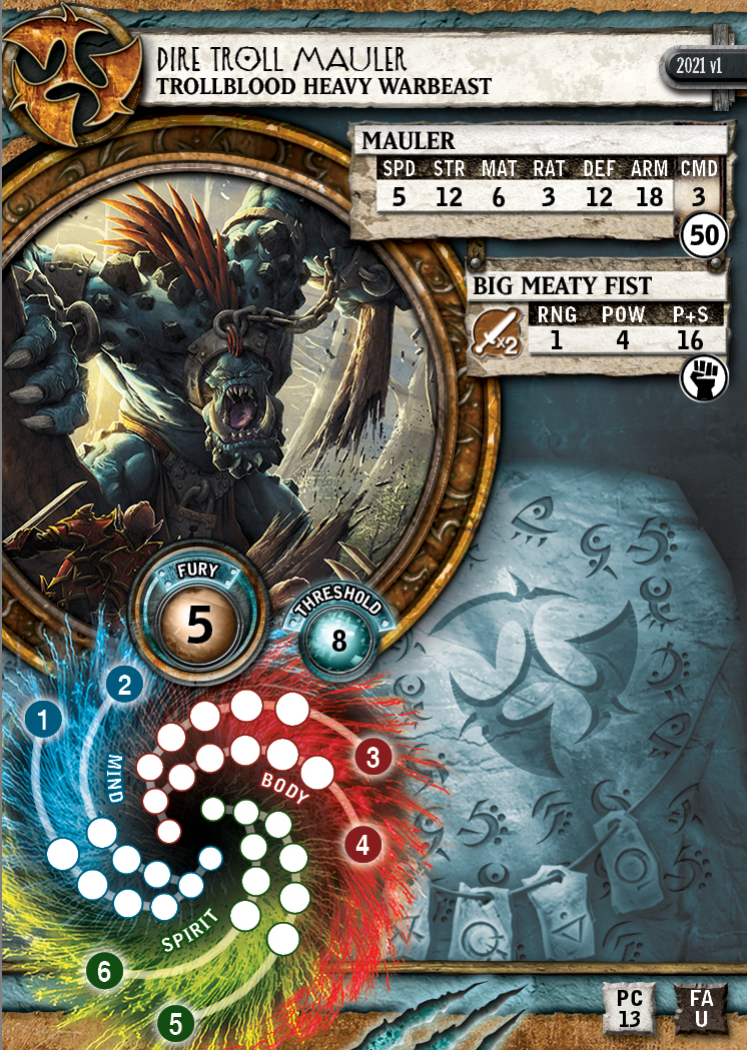 DIRE TROLL MAULER
TROLLBLOOD HEAVY WARBEAST
2021 v1
MAULER
SPD STR MAT RAT DEF ARM CMD
5 12 6 3 12 18 3
50
BIG MEATY FIST
RNG POW P+S
x2 1 4 16
FURY
5
THRESHOLD
8
1
2
MIND
3
BODY
4
SPIRIT
6
5
PC
13
FA
U